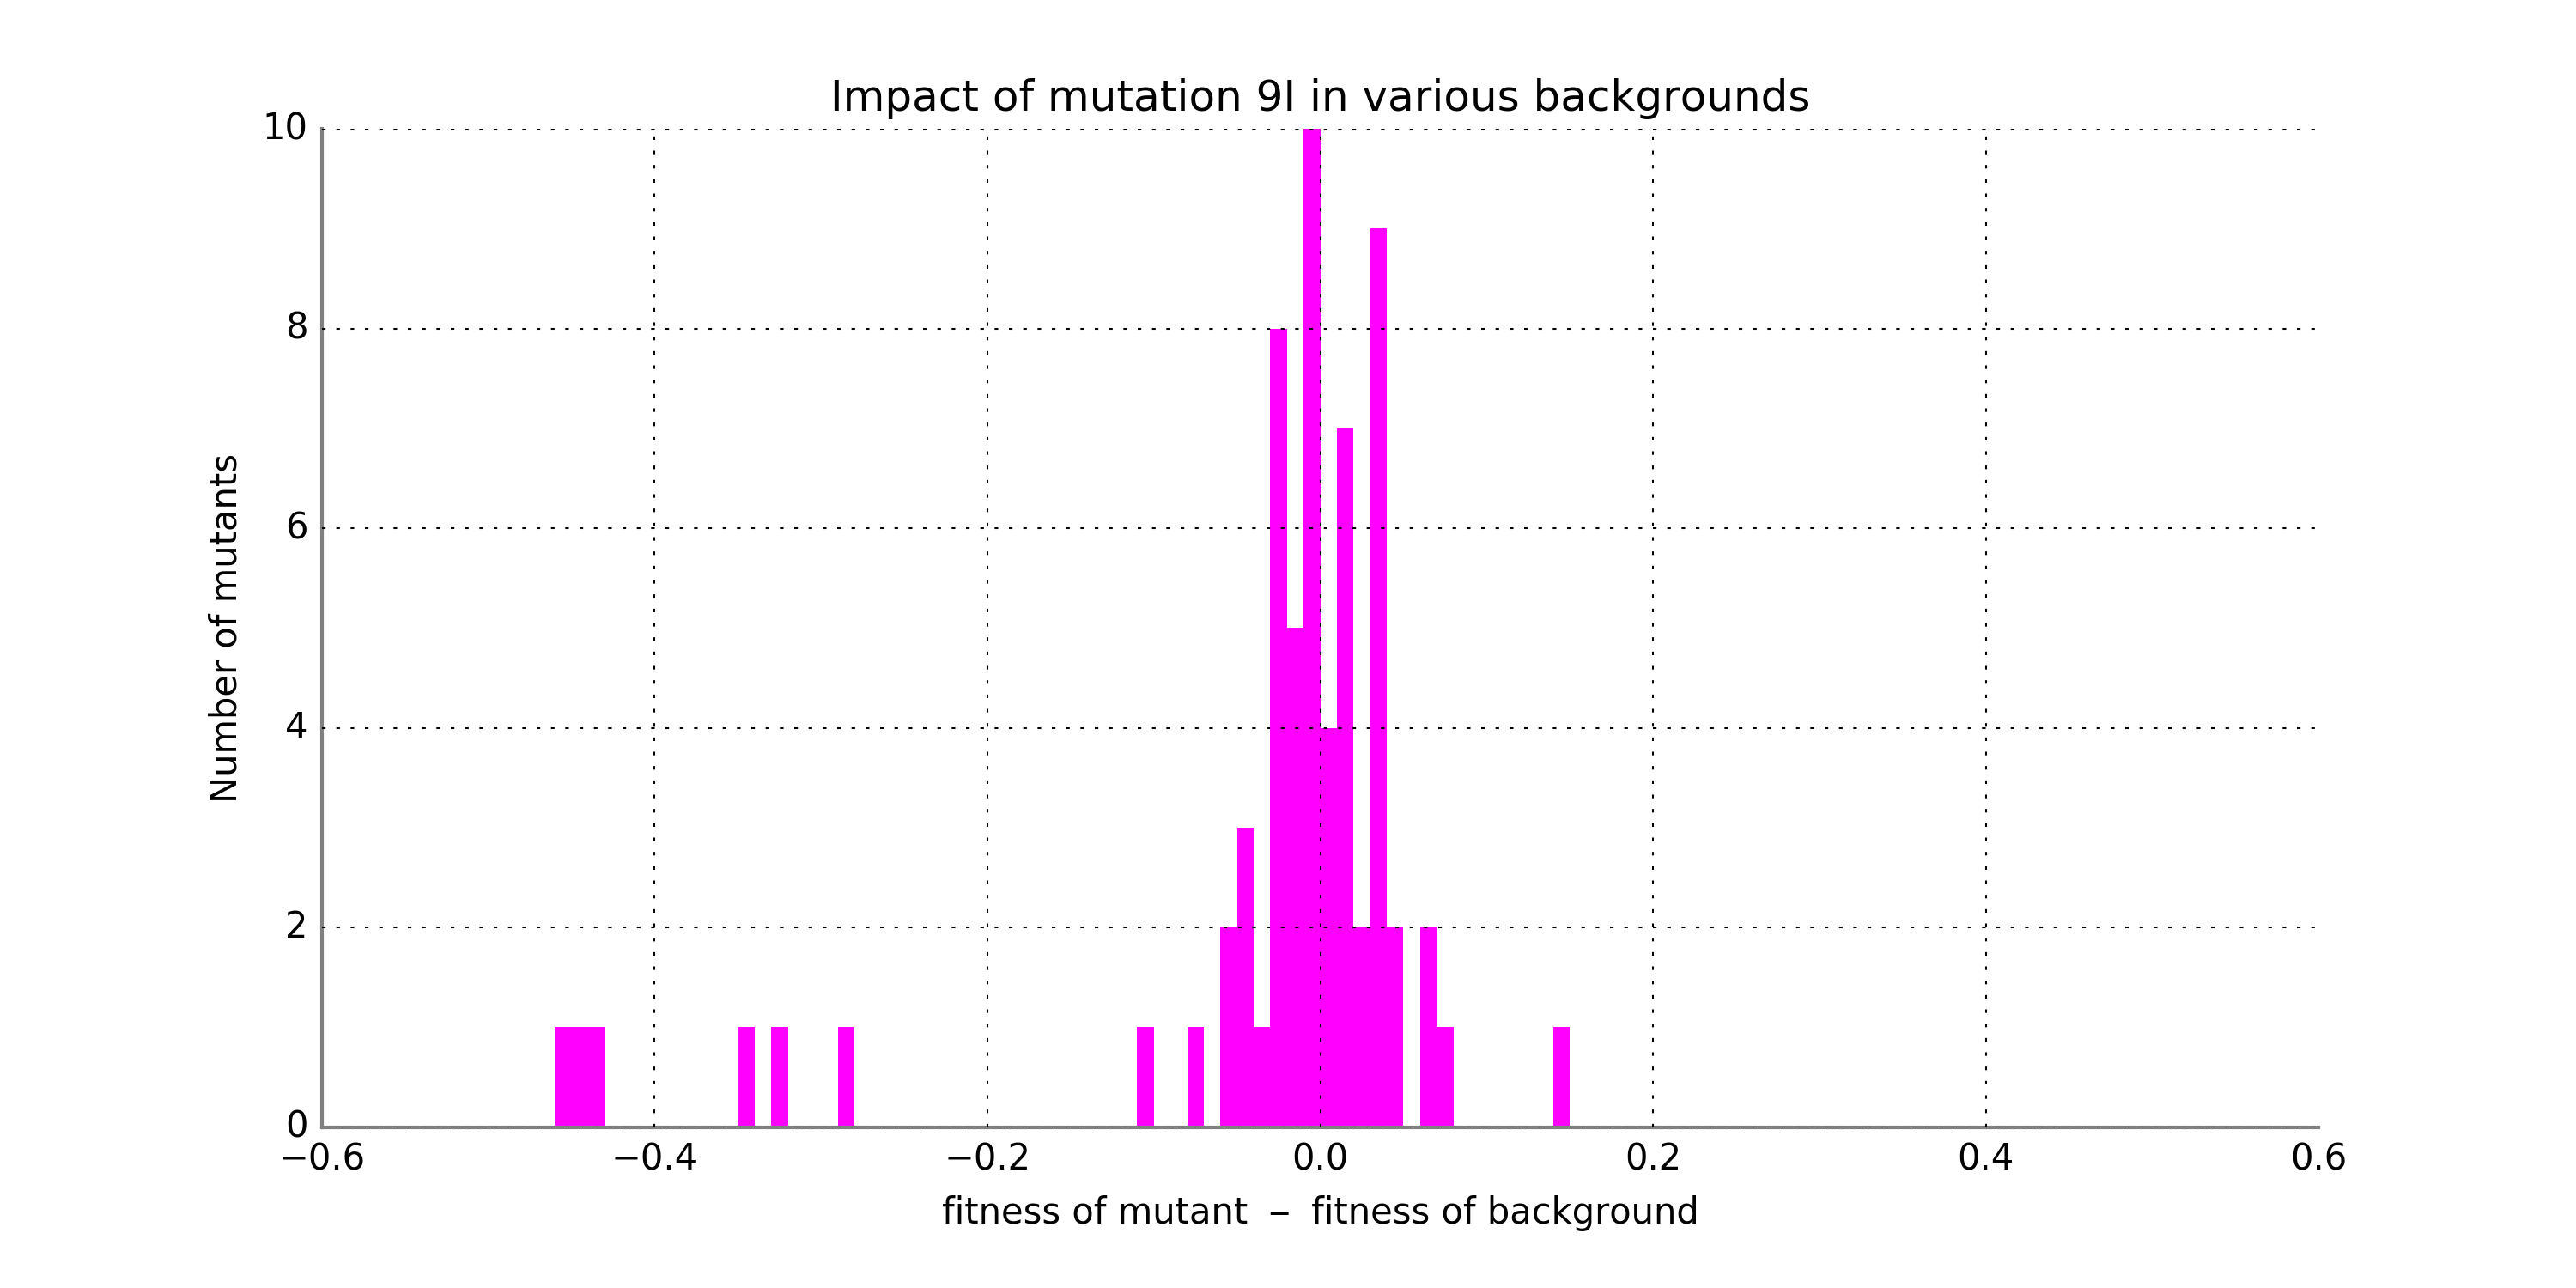 Impact of mutation 9I in various backgrounds
10
8
6
4
2
0
Number of mutants
−0.6 −0.4 −0.2 0.0 0.2 0.4 0.6
fitness of mutant − fitness of background